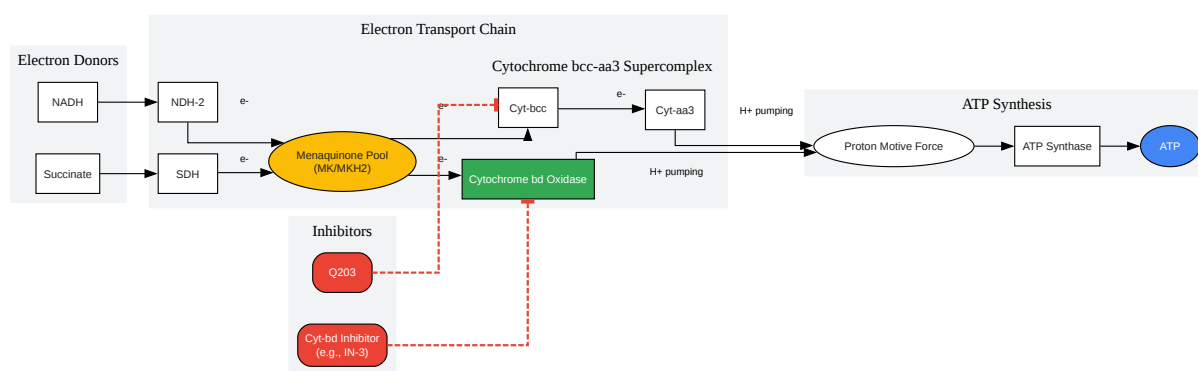 Electron Transport Chain
Electron Donors
Cytochrome bcc-aa3 Supercomplex
NADH
NDH-2
e-
e-
Cyt-bcc
e-
Cyt-aa3
H+ pumping
ATP Synthesis
Succinate
SDH
e-
Menaquinone Pool
(MK/MKH2)
e-
Cytochrome bd Oxidase
H+ pumping
Proton Motive Force
ATP Synthase
ATP
Inhibitors
Q203
Cyt-bd Inhibitor
(e.g., IN-3)